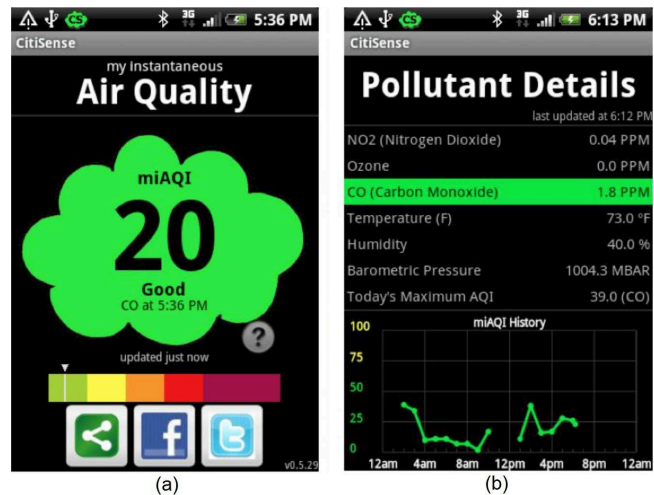 CS
3G
5:36 PM
CitiSense
my instantaneous
Air Quality
miAQI
20
Good
CO at 5:36 PM
?
updated just now
f
t
v0.5.29
(a)
CS
3G
6:13 PM
CitiSense
Pollutant Details
last updated at 6:12 PM
NO2 (Nitrogen Dioxide) 0.04 PPM
Ozone 0.0 PPM
CO (Carbon Monoxide) 1.8 PPM
Temperature (F) 73.0 °F
Humidity 40.0 %
Barometric Pressure 1004.3 MBAR
Today's Maximum AQI 39.0 (CO)
miAQI History
100
75
50
25
0
12am 4am 8am 12pm 4pm 8pm 12am
(b)